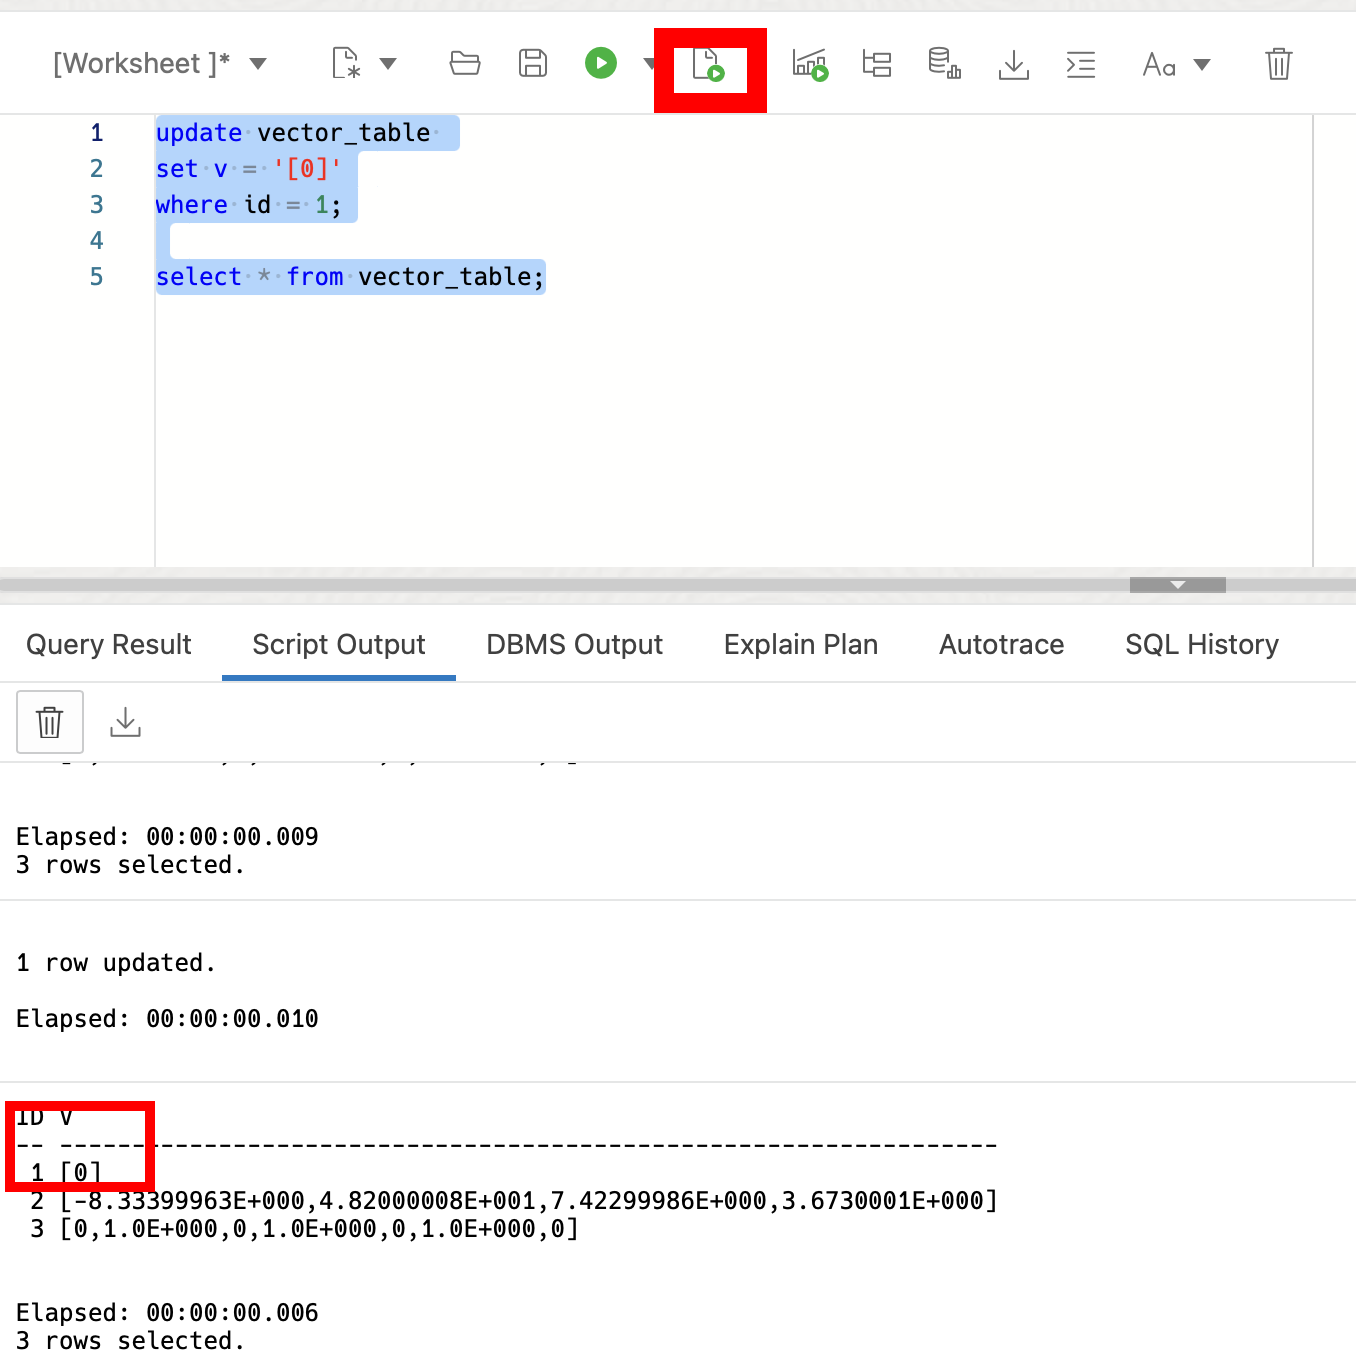 [Worksheet ]*
Aa
1 update vector_table
2 set v = '[0]'
3 where id = 1;
4
5 select * from vector_table;
Query Result Script Output DBMS Output Explain Plan Autotrace SQL History
Elapsed: 00:00:00.009
3 rows selected.
1 row updated.
Elapsed: 00:00:00.010
ID V
-- -----------------------------------------------------------------
1 [0]
2 [-8.33399963E+000,4.82000008E+001,7.42299986E+000,3.6730001E+000]
3 [0,1.0E+000,0,1.0E+000,0,1.0E+000,0]
Elapsed: 00:00:00.006
3 rows selected.